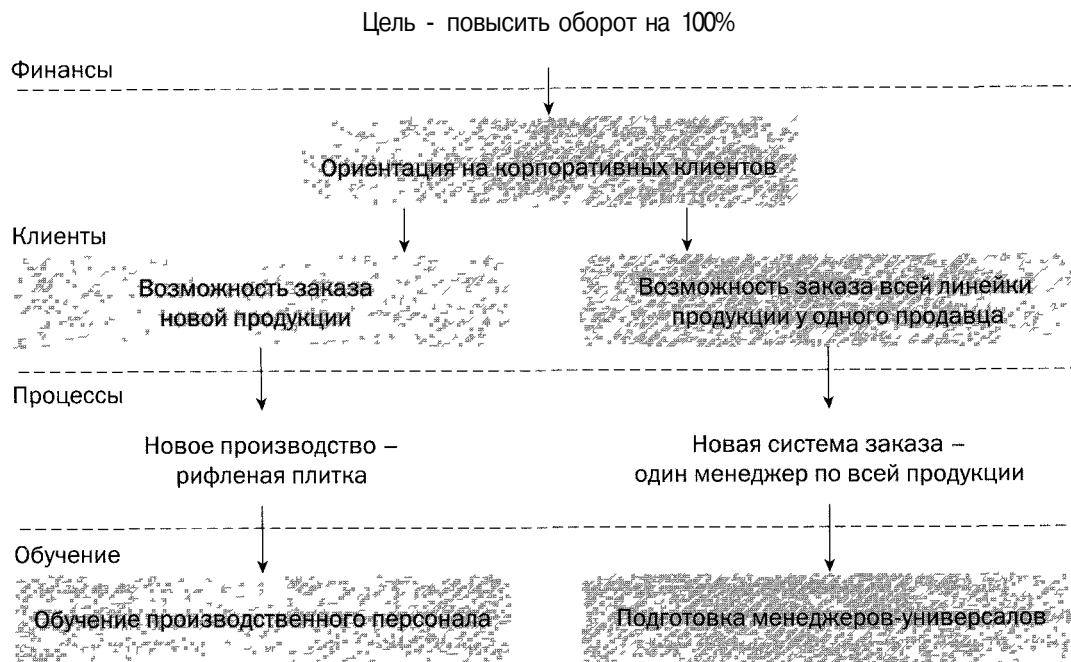 Цель - повысить оборот на 100%
Финансы
Ориентация на корпоративных клиентов
Клиенты
Возможность заказа
новой продукции
Возможность заказа всей линейки
продукции у одного продавца
Процессы
Новое производство –
рифленая плитка
Новая система заказа –
один менеджер по всей продукции
Обучение
Обучение производственного персонала
Подготовка менеджеров-универсалов